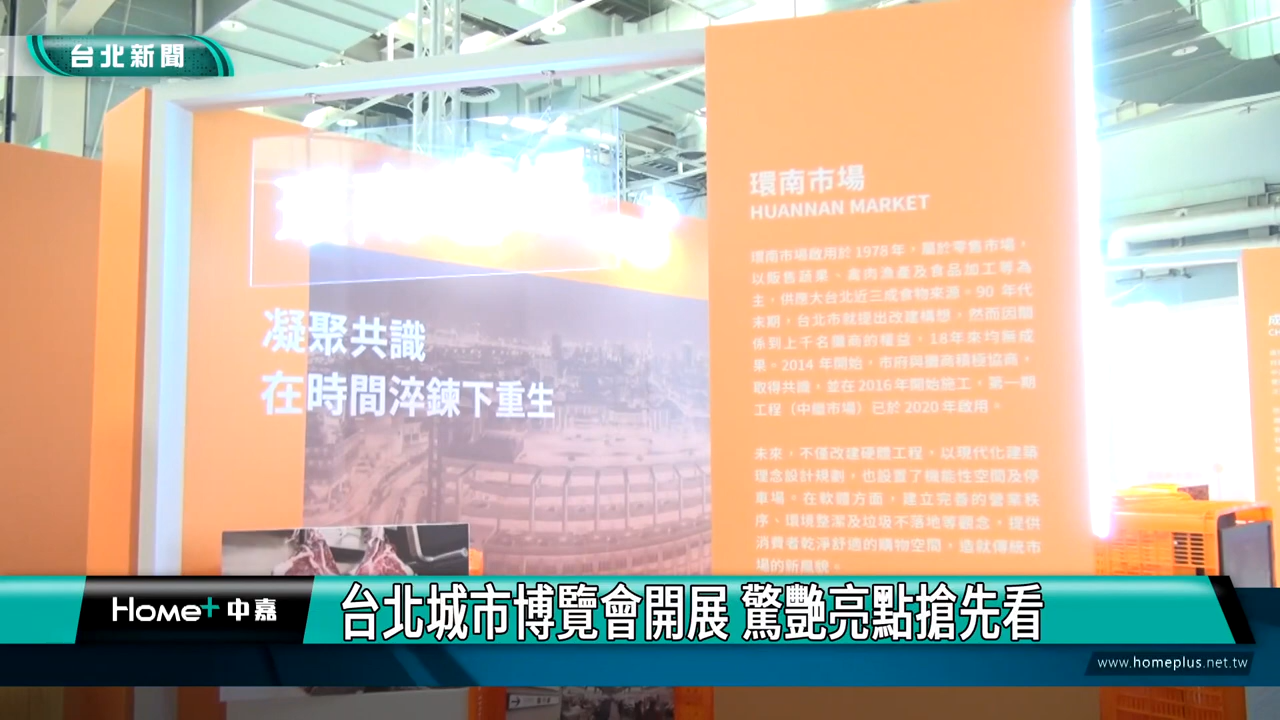 台北新聞
環南市場
HUANNAN MARKET
環南市場啟用於 1978 年，屬於零售市場，
以販售蔬果、禽肉漁產及食品加工等為
主，供應大台北近三成食物來源。90 年代
末期，台北市就提出改建構想，然而因關
係到上千名攤商的權益，18年來均無成
果。2014 年開始，市府與攤商積極協商，
取得共識，並在 2016 年開始施工，第一期
工程（中繼市場）已於 2020 年啟用。
未來，不僅改建硬體工程，以現代化建築
理念設計規劃，也設置了機能性空間及停
車場。在軟體方面，建立完善的營業秩
序、環境整潔及垃圾不落地等觀念，提供
消費者乾淨舒適的購物空間，造就傳統市
場的新風貌。
凝聚共識
在時間淬鍊下重生
Home+ 中嘉
台北城市博覽會開展 驚艷亮點搶先看
www.homeplus.net.tw